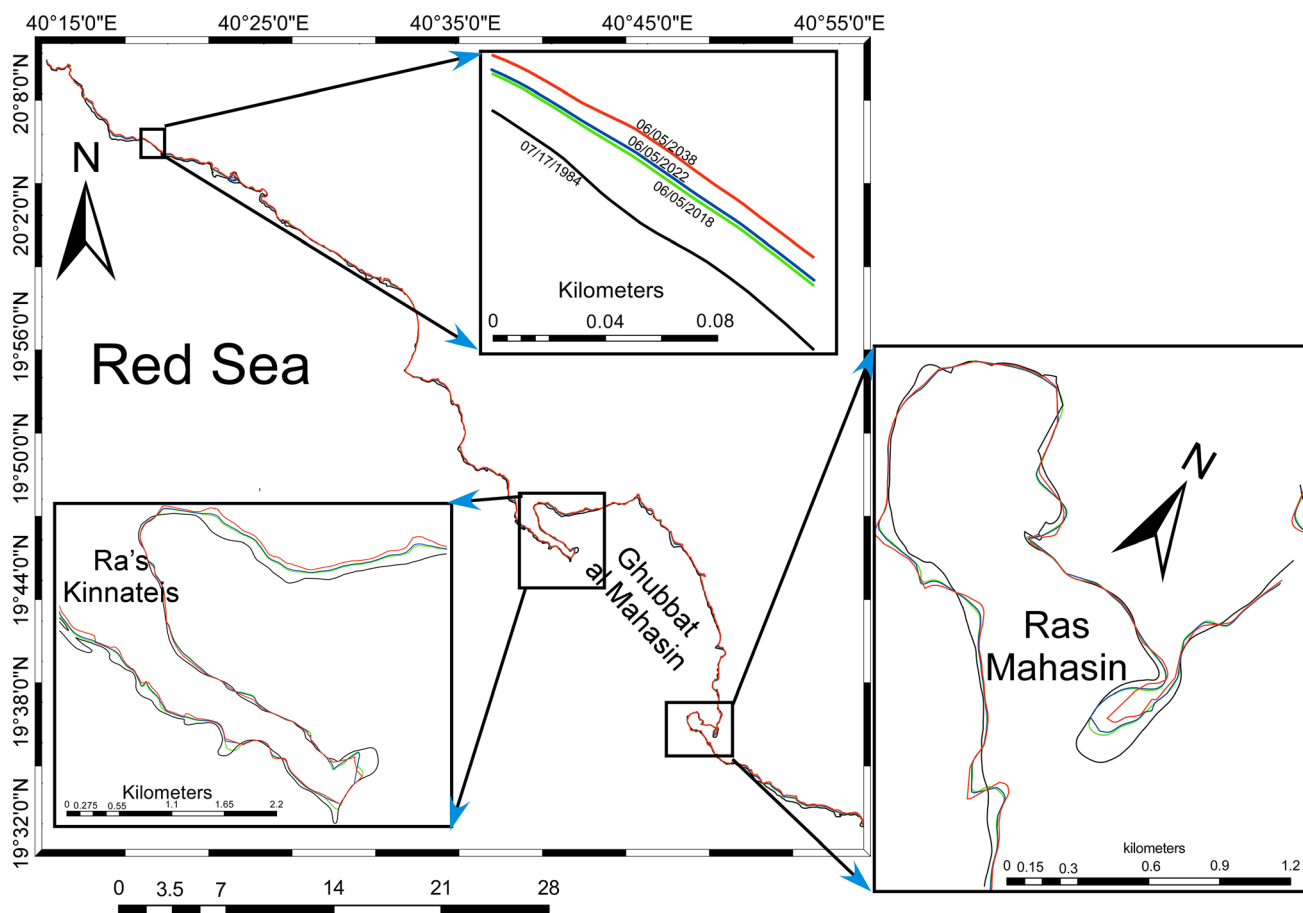 40°15'0"E 40°25'0"E 40°35'0"E 40°45'0"E 40°55'0"E
20°8'0"N
20°2'0"N
19°56'0"N
19°50'0"N
19°44'0"N
19°38'0"N
19°32'0"N
N
Red Sea
06/05/2038
06/05/2022
06/05/2018
07/17/1984
Kilometers
0 0.04 0.08
Ra's
Kinnateis
Kilometers
0 0.275 0.55 1.1 1.65 2.2
Ghubbat
al Mahasin
N
Ras
Mahasin
kilometers
0 0.15 0.3 0.6 0.9 1.2
0 3.5 7 14 21 28